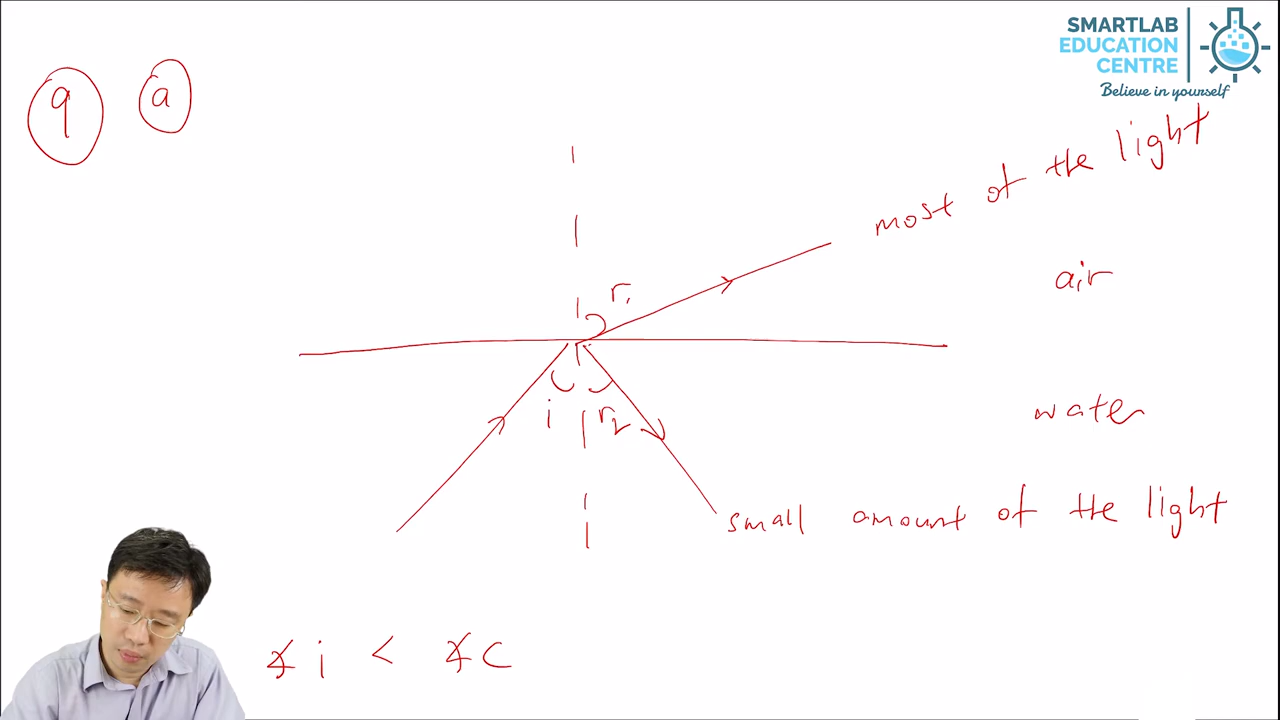 SMARTLAB
EDUCATION
CENTRE
Believe in yourself
9 a
most of the light
r1
air
i r2
water
small amount of the light
∡ i < ∡ c